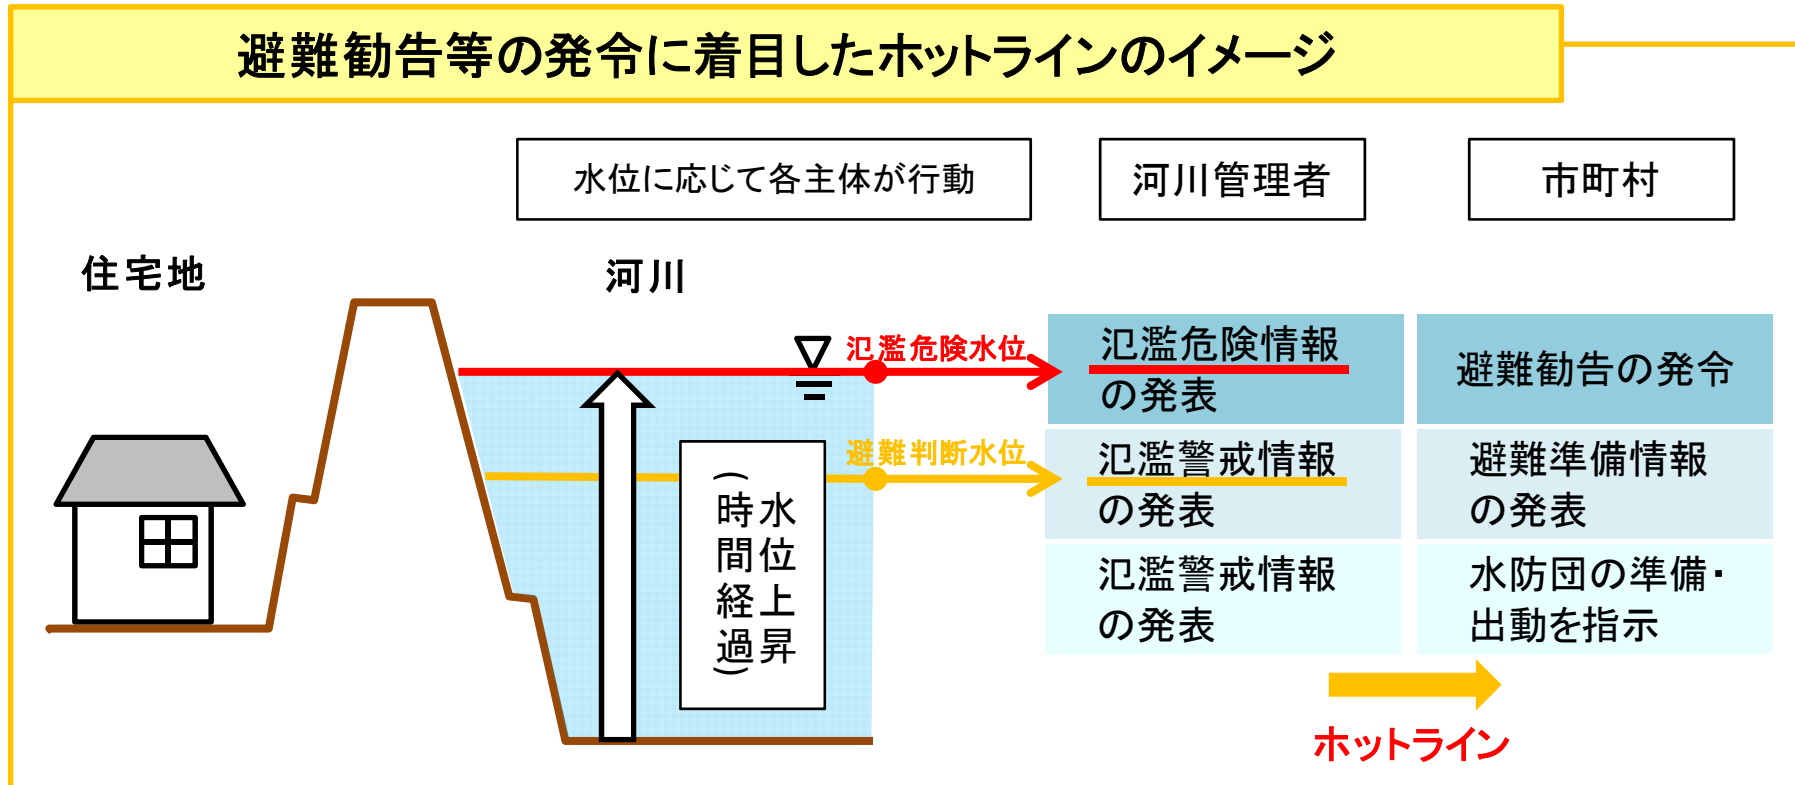 避難勧告等の発令に着目したホットラインのイメージ
水位に応じて各主体が行動
河川管理者
市町村
住宅地
河川
氾濫危険水位
氾濫危険情報
の発表
避難勧告の発令
避難判断水位
氾濫警戒情報
の発表
避難準備情報
の発表
水位上昇
(時間経過)
氾濫警戒情報
の発表
水防団の準備・
出動を指示
ホットライン